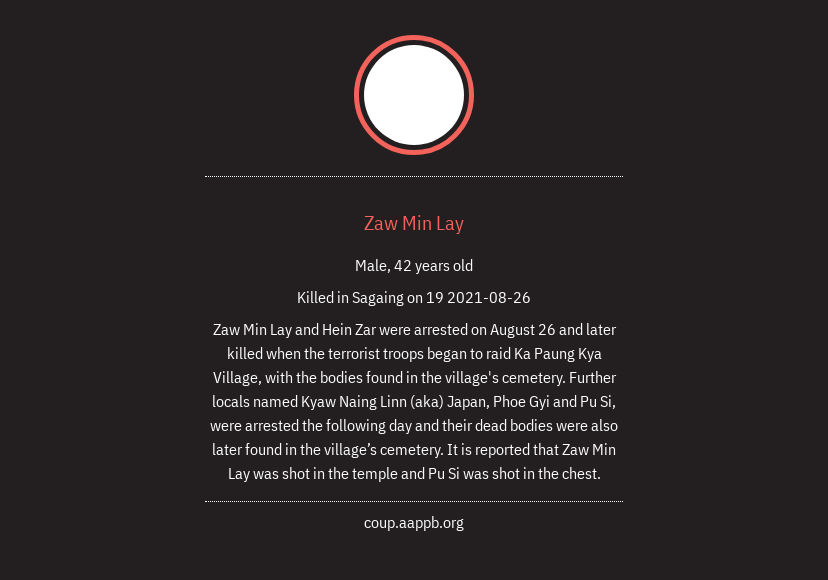 Zaw Min Lay
Male, 42 years old
Killed in Sagaing on 19 2021-08-26
Zaw Min Lay and Hein Zar were arrested on August 26 and later
killed when the terrorist troops began to raid Ka Paung Kya
Village, with the bodies found in the village's cemetery. Further
locals named Kyaw Naing Linn (aka) Japan, Phoe Gyi and Pu Si,
were arrested the following day and their dead bodies were also
later found in the village’s cemetery. It is reported that Zaw Min
Lay was shot in the temple and Pu Si was shot in the chest.
coup.aappb.org